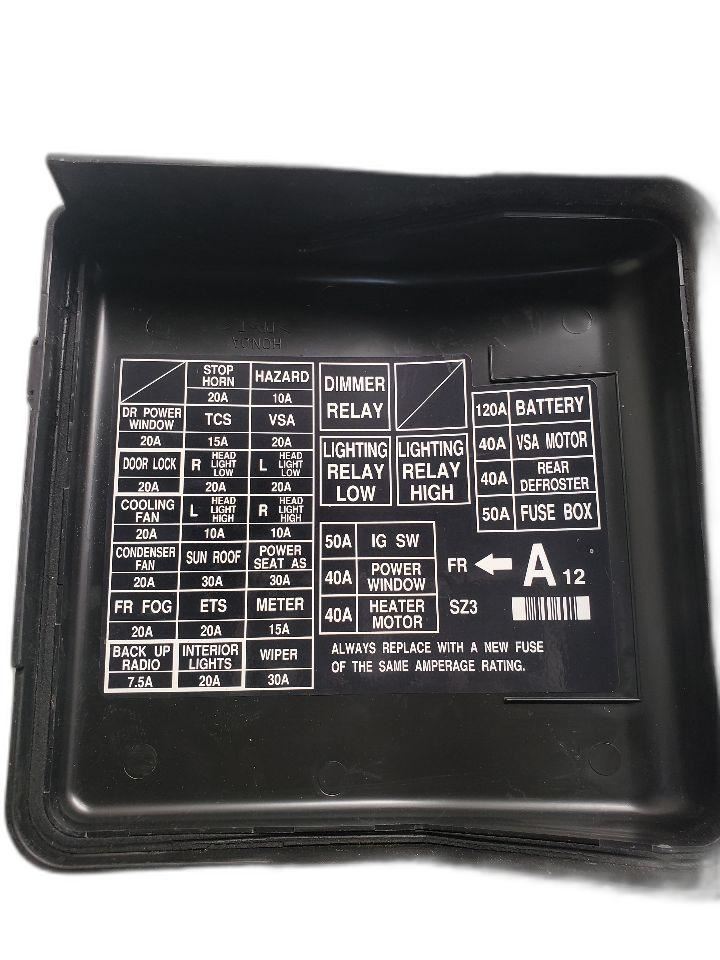 HONDA
STOP
HORN
20A
HAZARD
10A
DR POWER
WINDOW
20A
TCS
15A
VSA
20A
DOOR LOCK
20A
R HEAD
LIGHT
LOW
20A
L HEAD
LIGHT
LOW
20A
COOLING
FAN
20A
L HEAD
LIGHT
HIGH
10A
R HEAD
LIGHT
HIGH
10A
CONDENSER
FAN
20A
SUN ROOF
30A
POWER
SEAT AS
30A
FR FOG
20A
ETS
20A
METER
15A
BACK UP
RADIO
7.5A
INTERIOR
LIGHTS
20A
WIPER
30A
DIMMER
RELAY
LIGHTING
RELAY
LOW
LIGHTING
RELAY
HIGH
120A BATTERY
40A VSA MOTOR
40A REAR
DEFROSTER
50A FUSE BOX
50A IG SW
40A POWER
WINDOW
40A HEATER
MOTOR
FR A 12
SZ3
ALWAYS REPLACE WITH A NEW FUSE
OF THE SAME AMPERAGE RATING.